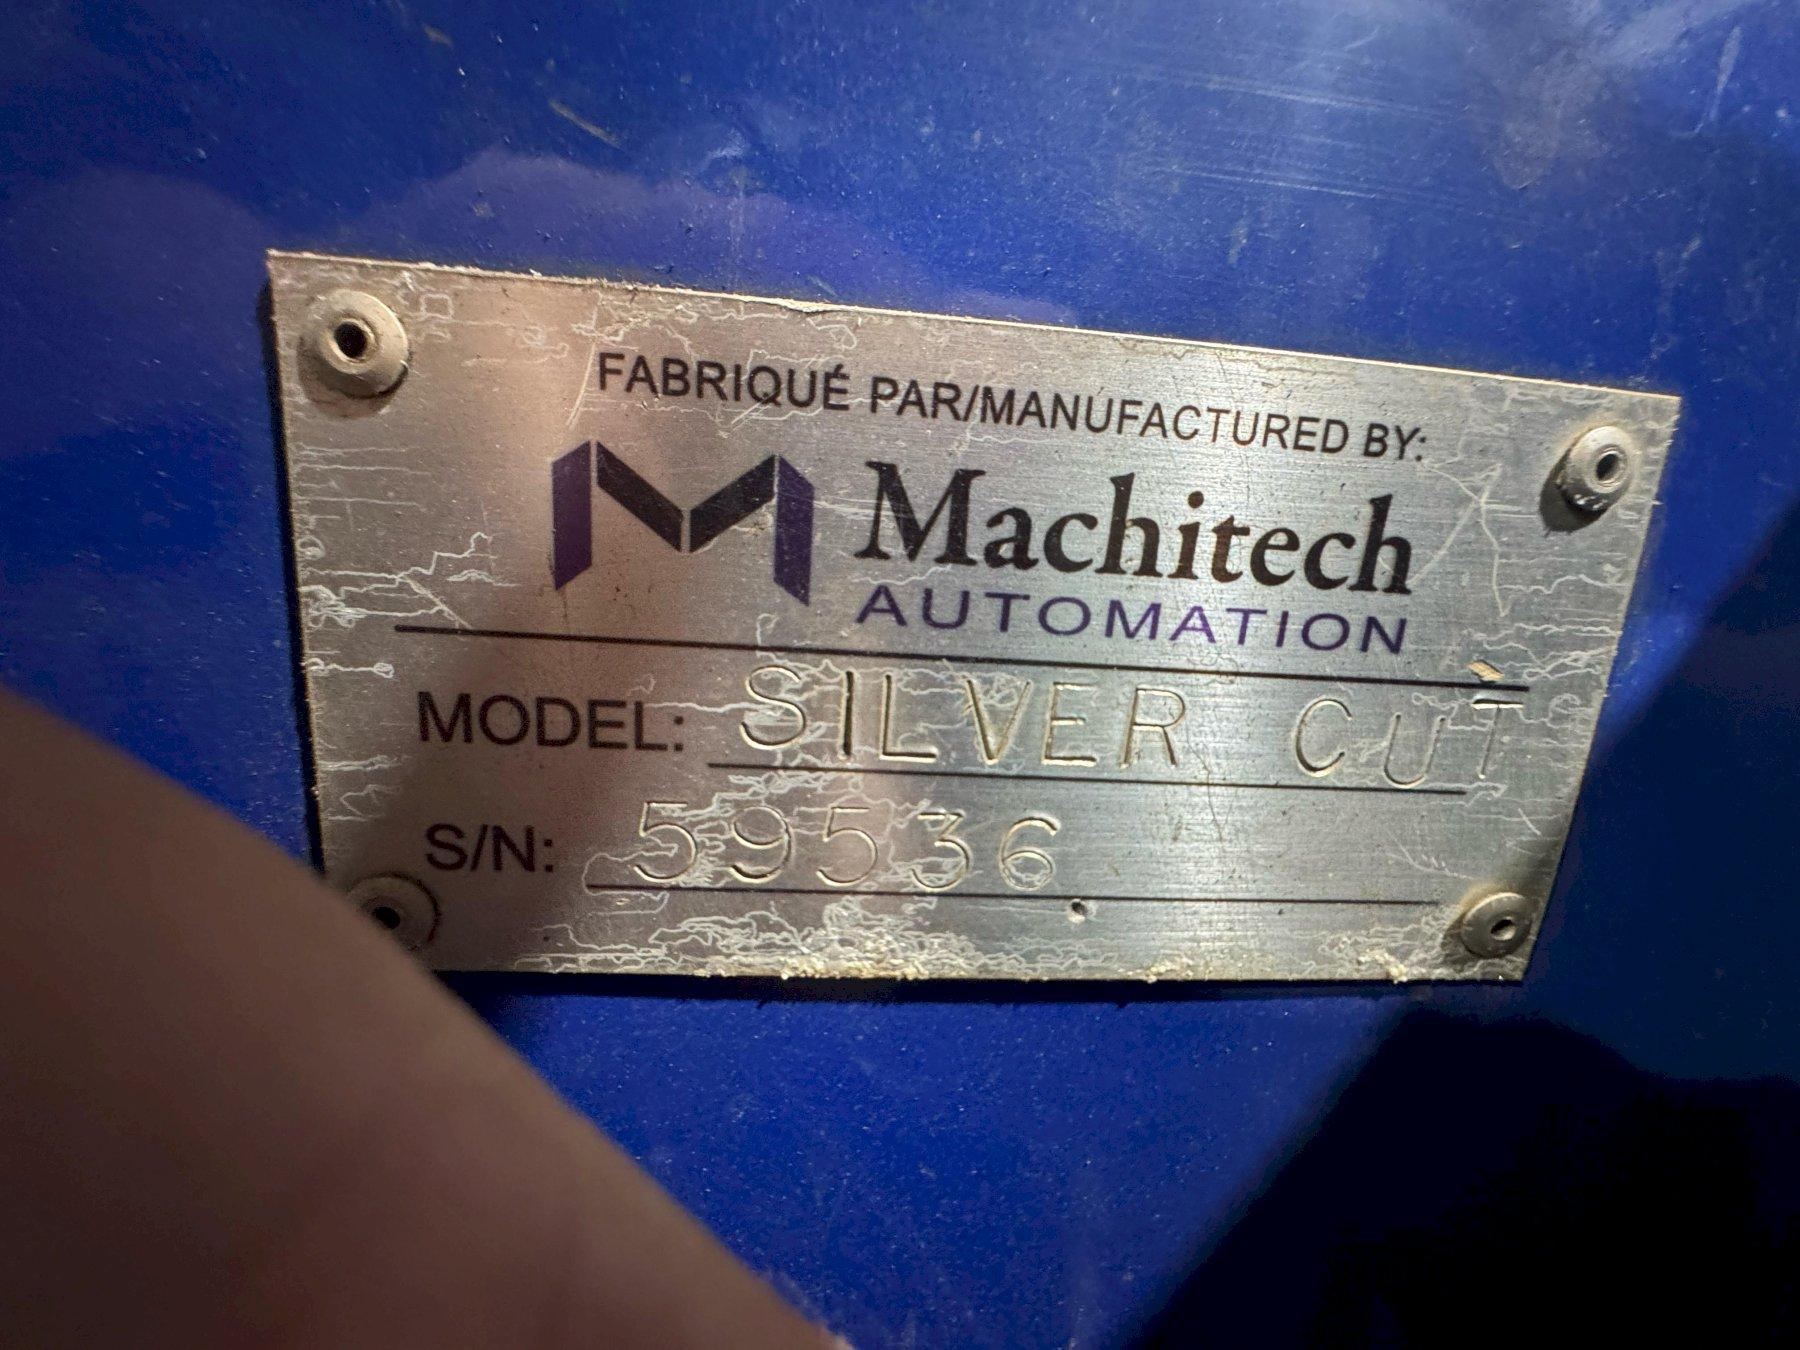 FABRIQUÉ PAR/MANUFACTURED BY:
Machitech
AUTOMATION
MODEL: SILVER CUT
S/N: 59536